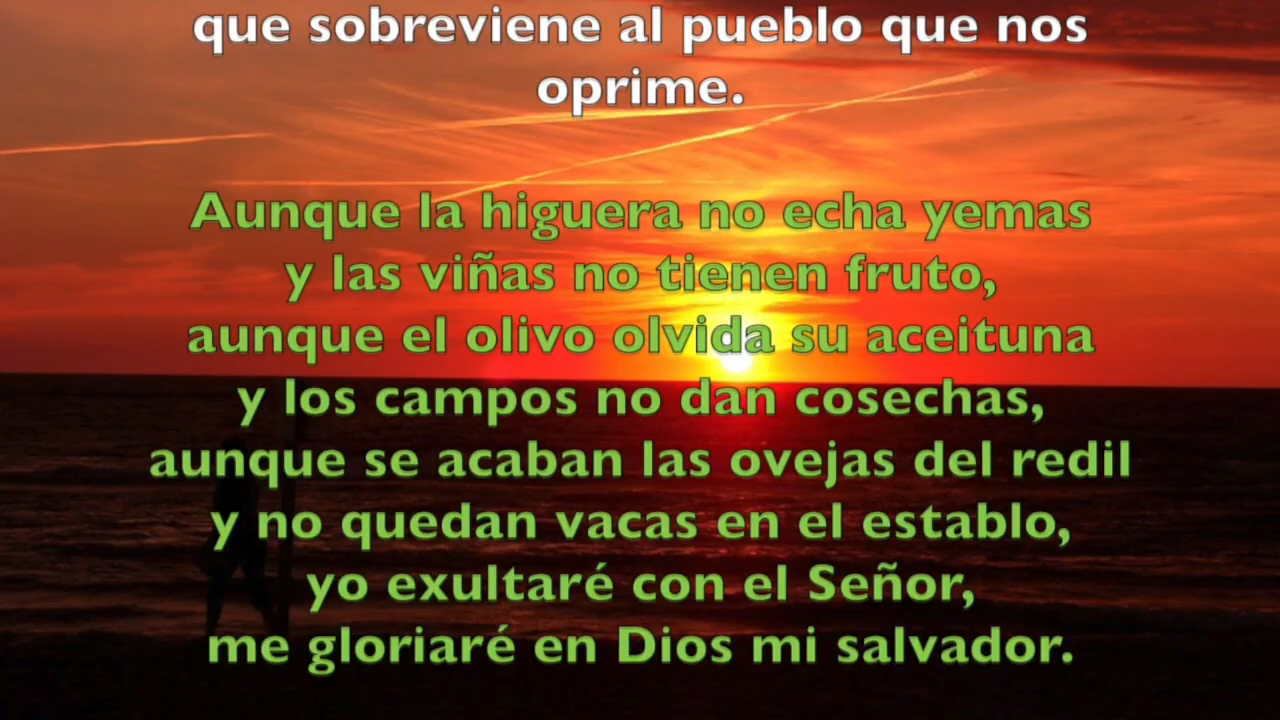 que sobreviene al pueblo que nos
oprime.
Aunque la higuera no echa yemas
y las viñas no tienen fruto,
aunque el olivo olvida su aceituna
y los campos no dan cosechas,
aunque se acaban las ovejas del redil
y no quedan vacas en el establo,
yo exultaré con el Señor,
me gloriaré en Dios mi salvador.